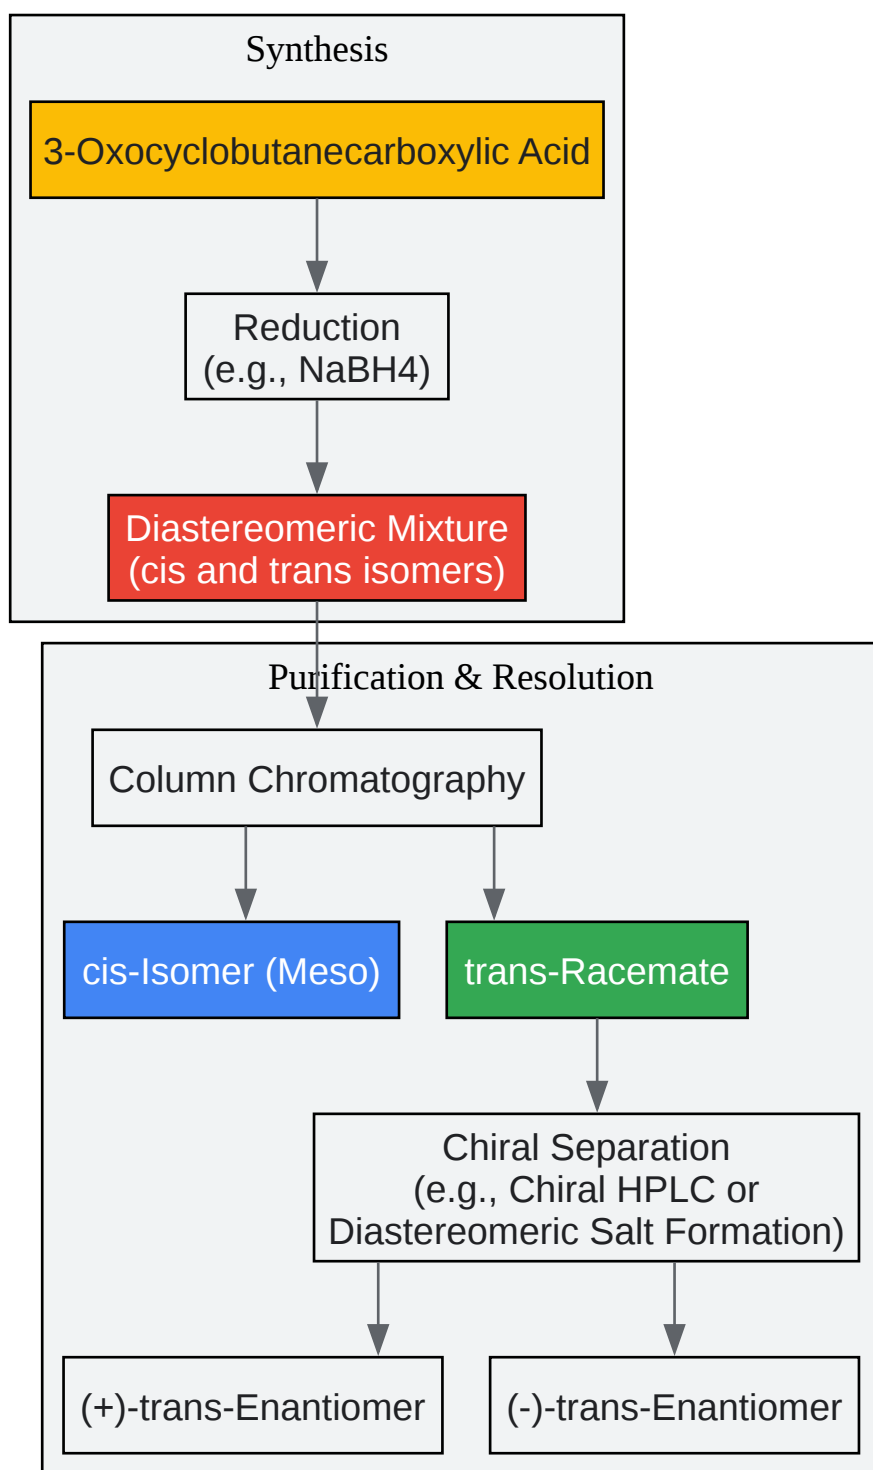 Synthesis
3-Oxocyclobutanecarboxylic Acid
Reduction
(e.g., NaBH4)
Diastereomeric Mixture
(cis and trans isomers)
Purification & Resolution
Column Chromatography
cis-Isomer (Meso)
trans-Racemate
Chiral Separation
(e.g., Chiral HPLC or
Diastereomeric Salt Formation)
(+)-trans-Enantiomer
(-)-trans-Enantiomer